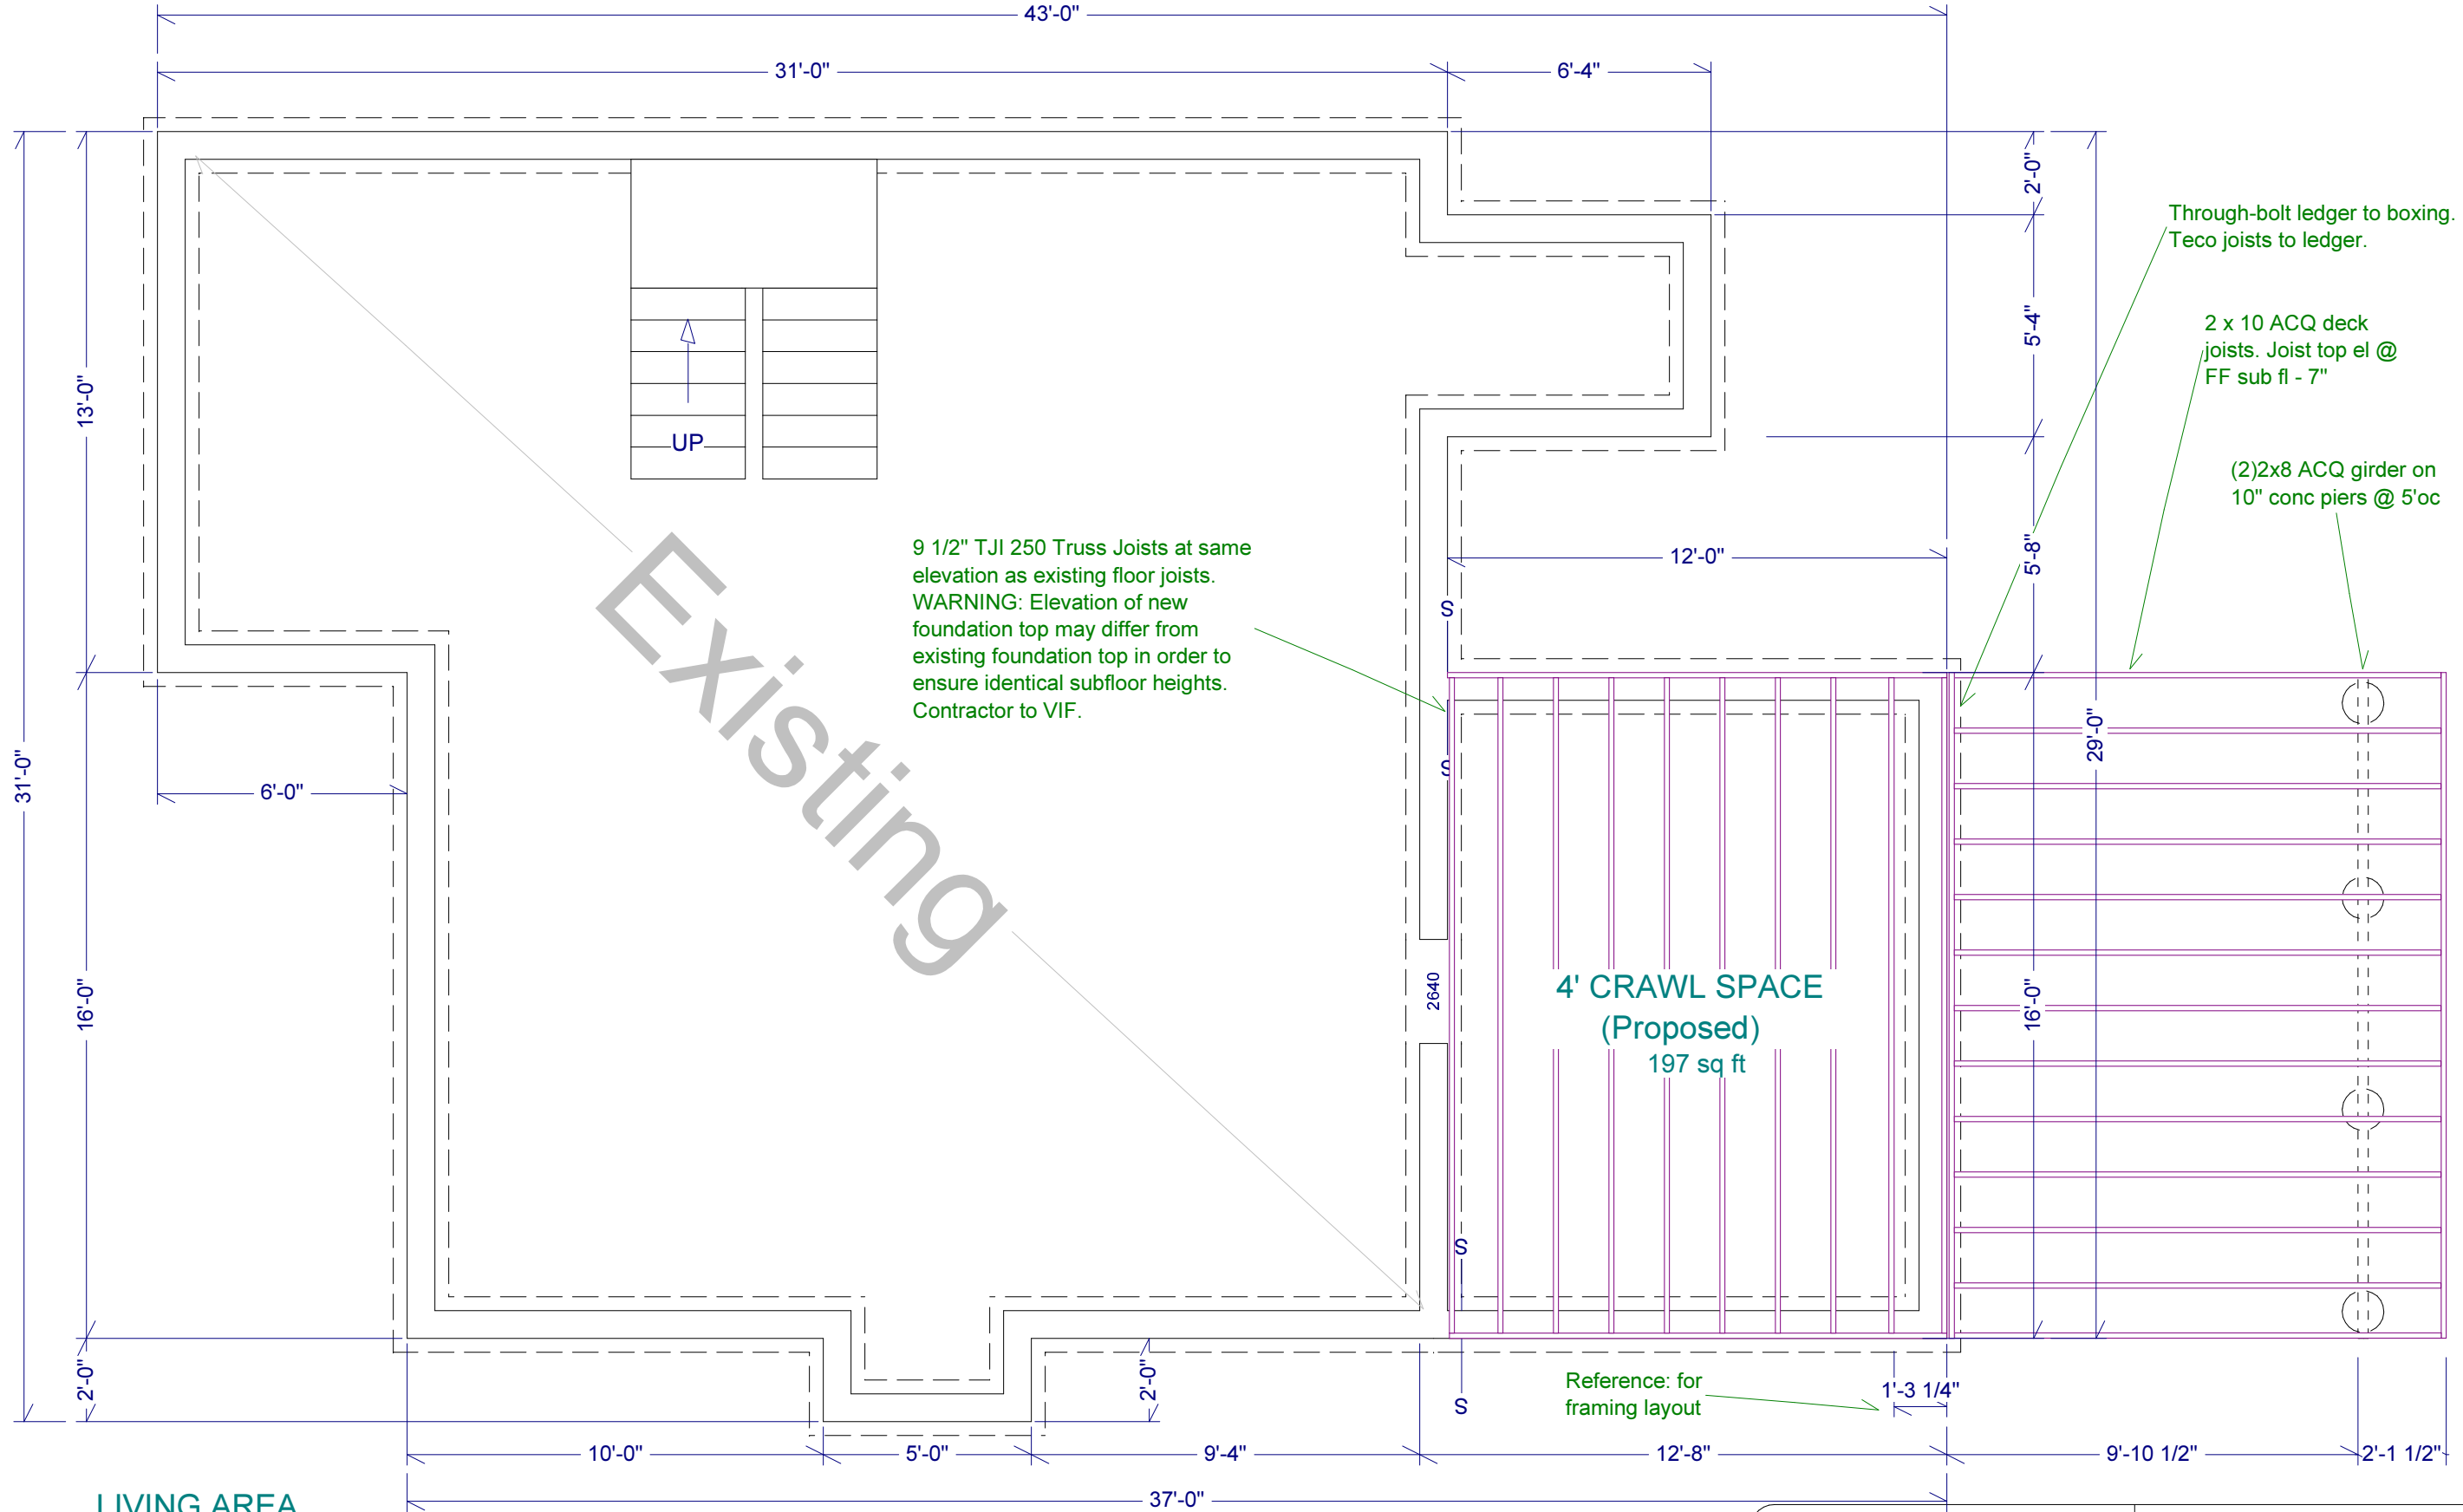 43'-0"
31'-0"
6'-4"
2'-0"
Through-bolt ledger to boxing.
Teco joists to ledger.
2 x 10 ACQ deck
joists. Joist top el @
FF sub fl - 7"
5'-4"
13'-0"
UP
(2)2x8 ACQ girder on
10" conc piers @ 5'oc
9 1/2" TJI 250 Truss Joists at same
elevation as existing floor joists.
WARNING: Elevation of new
foundation top may differ from
existing foundation top in order to
ensure identical subfloor heights.
Contractor to VIF.
12'-0"
5'-8"
S
S
Existing
31'-0"
6'-0"
29'-0"
16'-0"
2640
4' CRAWL SPACE
(Proposed)
197 sq ft
16'-0"
S
2'-0"
2'-0"
S
Reference: for
framing layout
1'-3 1/4"
10'-0"
5'-0"
9'-4"
12'-8"
9'-10 1/2"
2'-1 1/2"
37'-0"
LIVING AREA